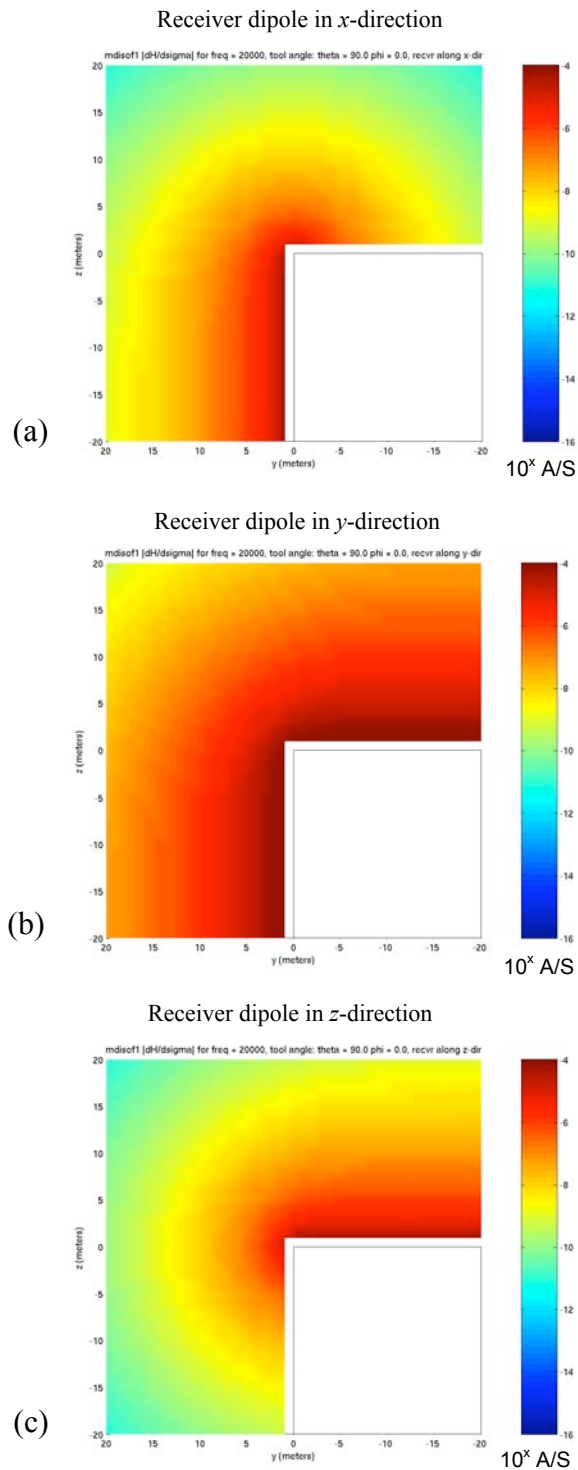 Receiver dipole in x-direction
mdisof1 |dH/dsigma| for freq = 20000, tool angle: theta = 90.0 phi = 0.0, recvr along x-dir
20
15
10
5
0
-5
-10
-15
-20
z (meters)
20 15 10 5 0 -5 -10 -15 -20
y (meters)
-4
-6
-8
-10
-12
-14
-16
10ˣ A/S
(a)
Receiver dipole in y-direction
mdisof1 |dH/dsigma| for freq = 20000, tool angle: theta = 90.0 phi = 0.0, recvr along y-dir
20
15
10
5
0
-5
-10
-15
-20
z (meters)
20 15 10 5 0 -5 -10 -15 -20
y (meters)
-4
-6
-8
-10
-12
-14
-16
10ˣ A/S
(b)
Receiver dipole in z-direction
mdisof1 |dH/dsigma| for freq = 20000, tool angle: theta = 90.0 phi = 0.0, recvr along z-dir
20
15
10
5
0
-5
-10
-15
-20
z (meters)
20 15 10 5 0 -5 -10 -15 -20
y (meters)
-4
-6
-8
-10
-12
-14
-16
10ˣ A/S
(c)